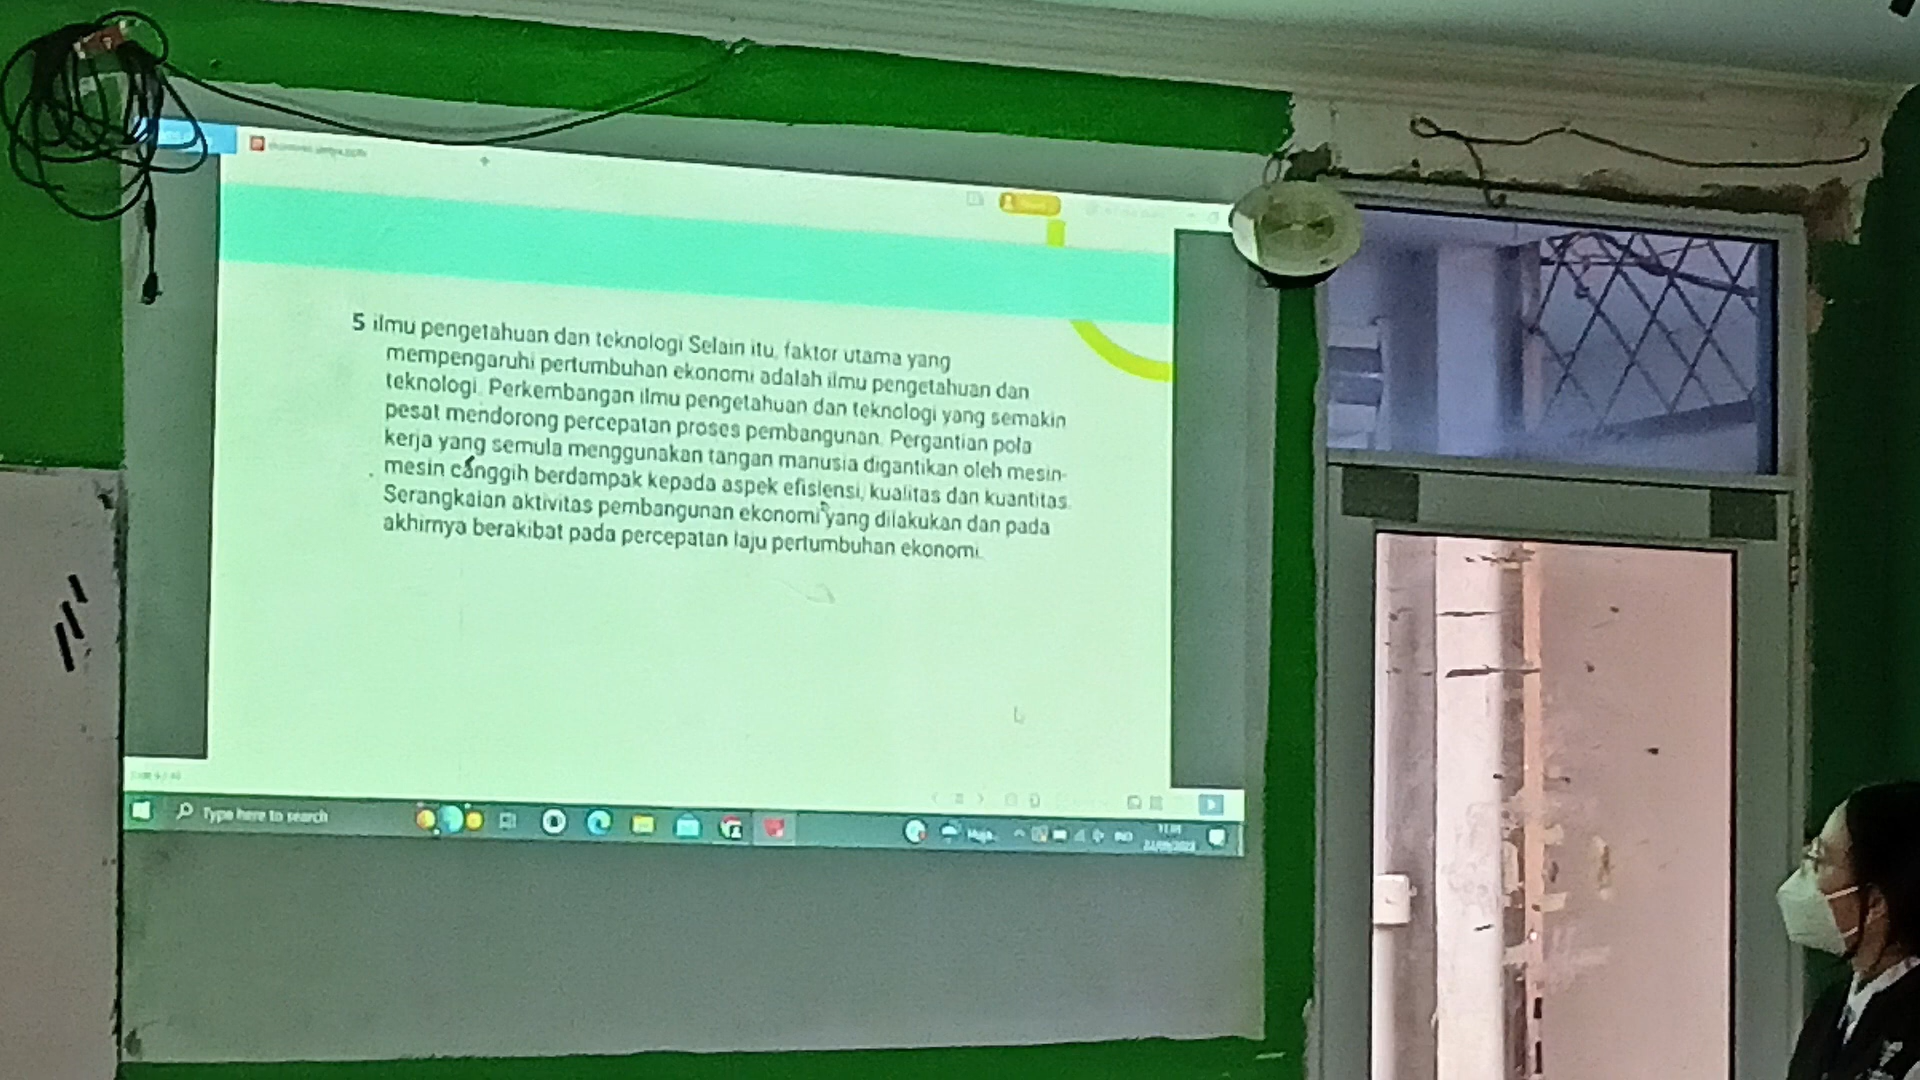 5 ilmu pengetahuan dan teknologi Selain itu, faktor utama yang
mempengaruhi pertumbuhan ekonomi adalah ilmu pengetahuan dan
teknologi. Perkembangan ilmu pengetahuan dan teknologi yang semakin
pesat mendorong percepatan proses pembangunan. Pergantian pola
kerja yang semula menggunakan tangan manusia digantikan oleh mesin-
mesin canggih berdampak kepada aspek efisiensi, kualitas dan kuantitas.
Serangkaian aktivitas pembangunan ekonomi yang dilakukan dan pada
akhirnya berakibat pada percepatan laju pertumbuhan ekonomi.
Type here to search
Huja...